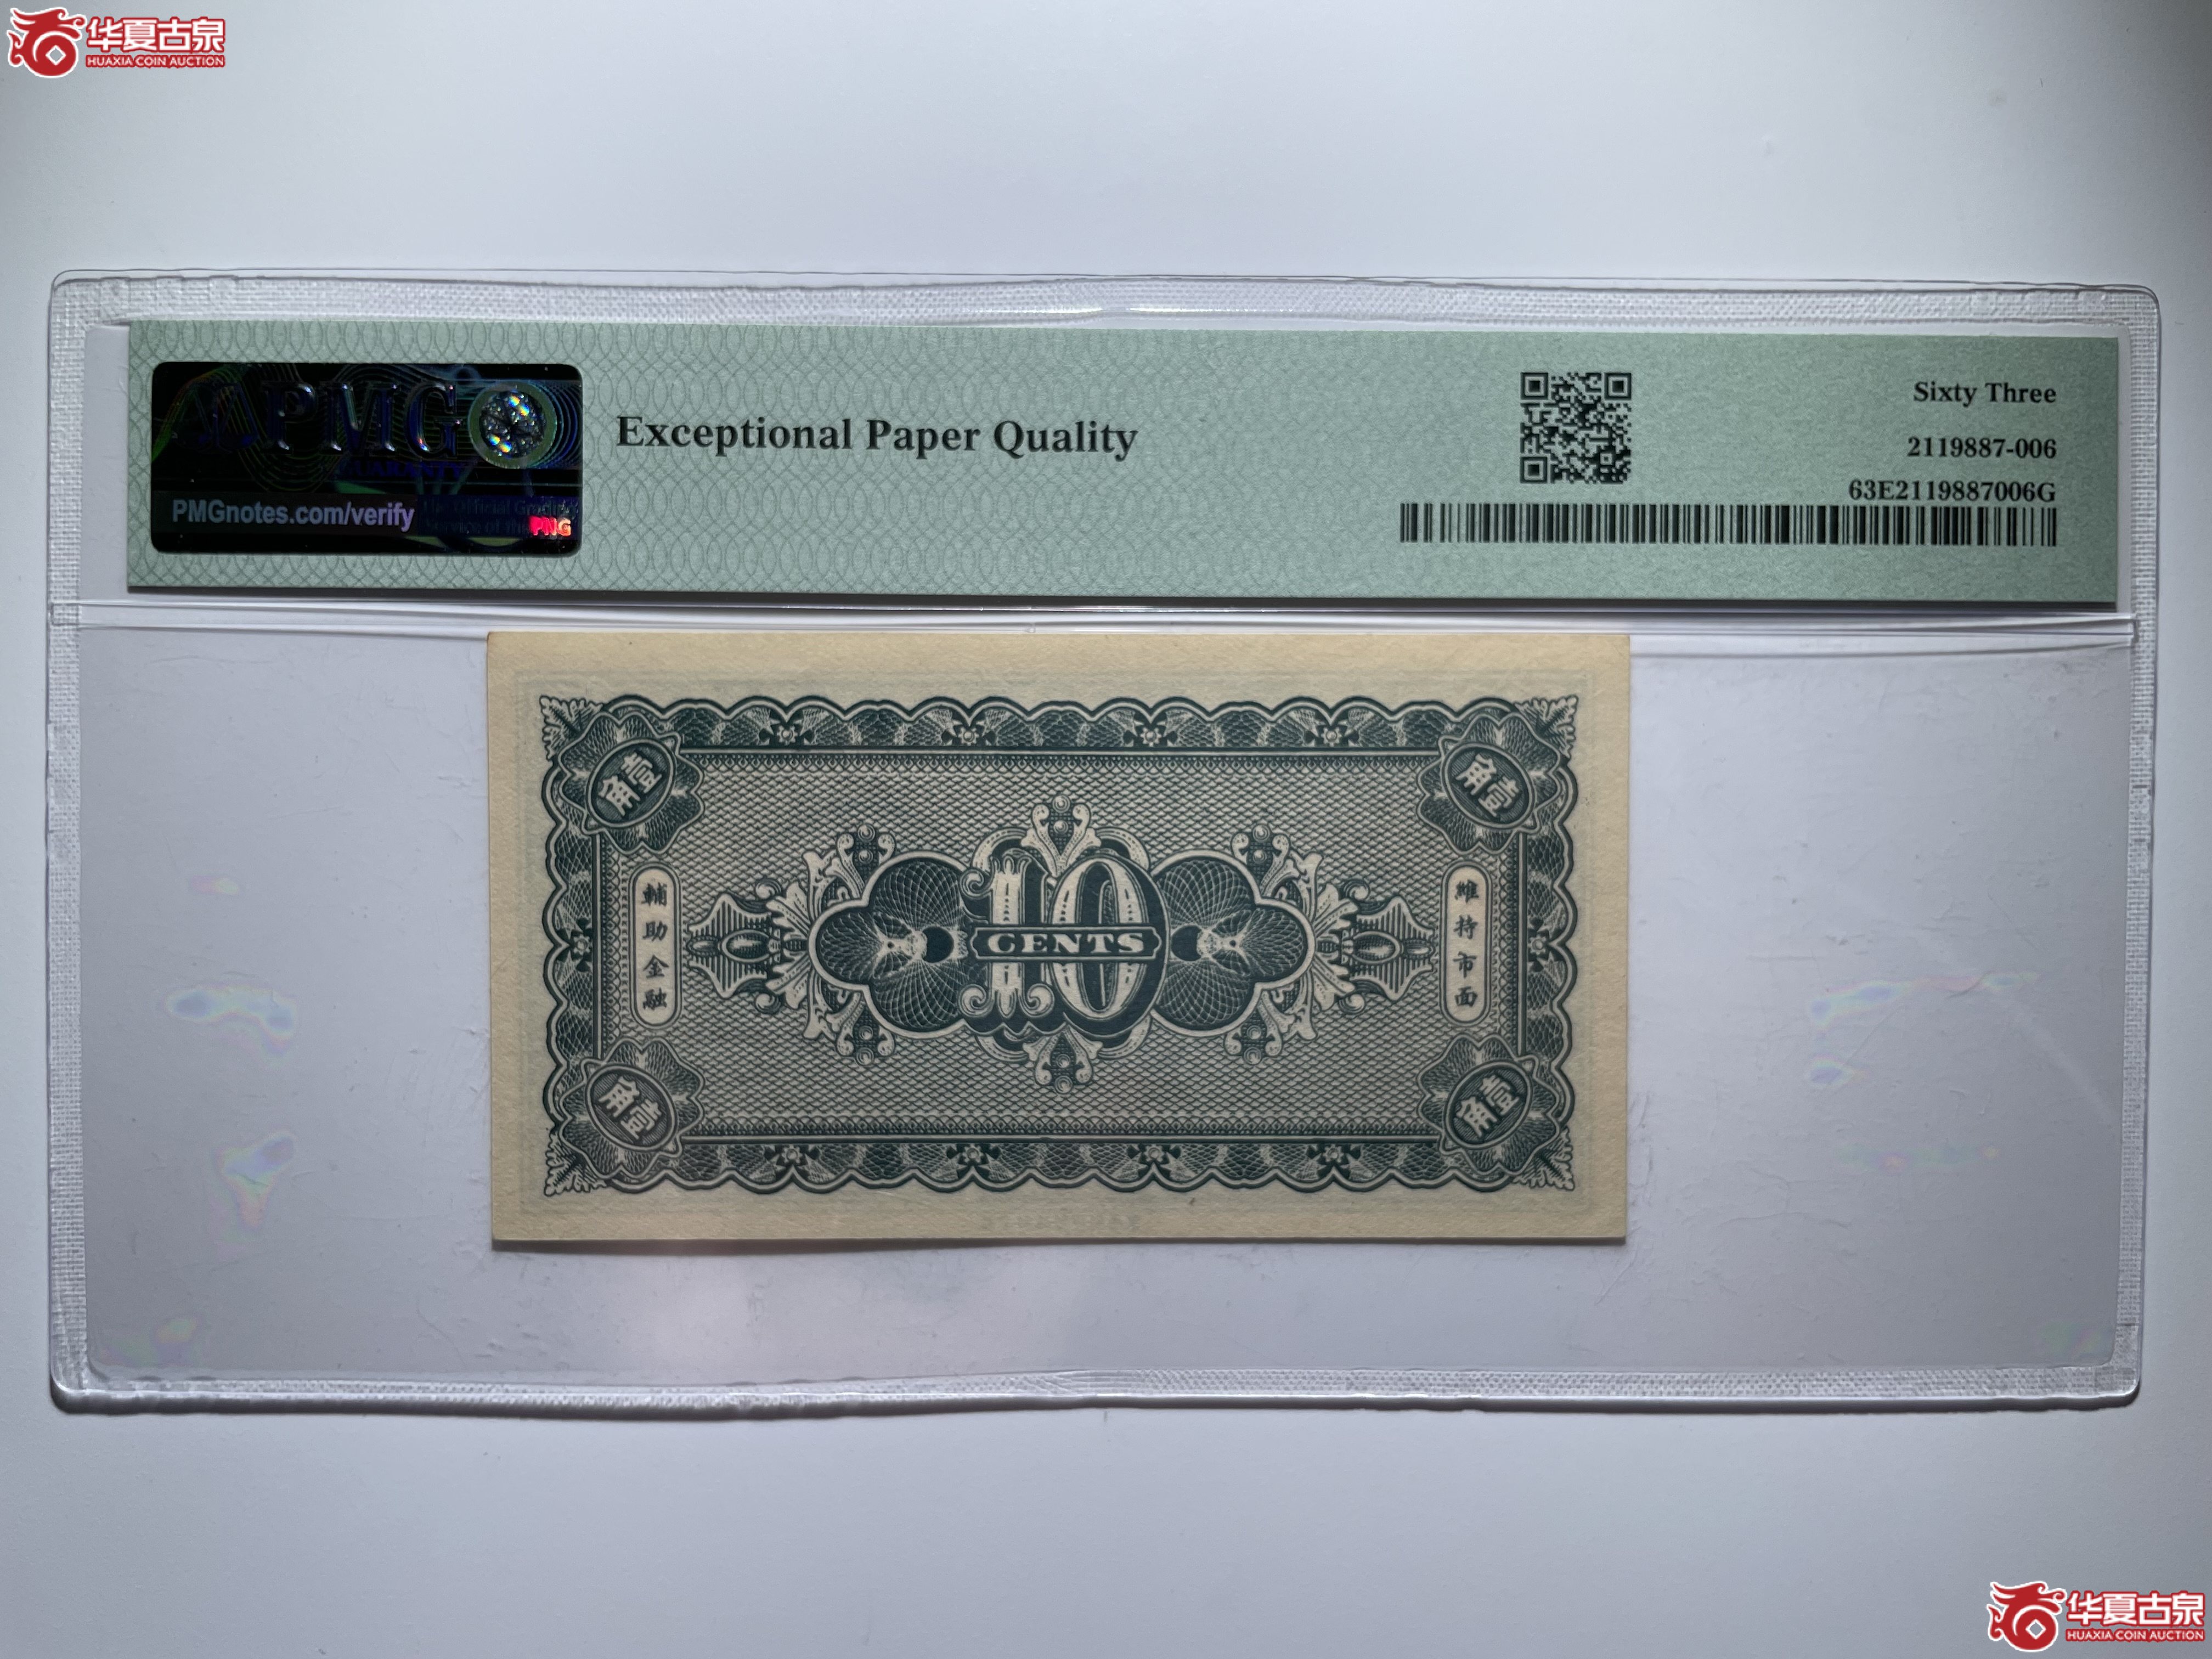 华夏古泉
HUAXIA COIN AUCTION
PMG
GUARANTY
PMGnotes.com/verify
PNG
Exceptional Paper Quality
Sixty Three
2119887-006
63E2119887006G
角壹
角壹
輔助金融
10
CENTS
維持市面
角壹
角壹
华夏古泉
HUAXIA COIN AUCTION